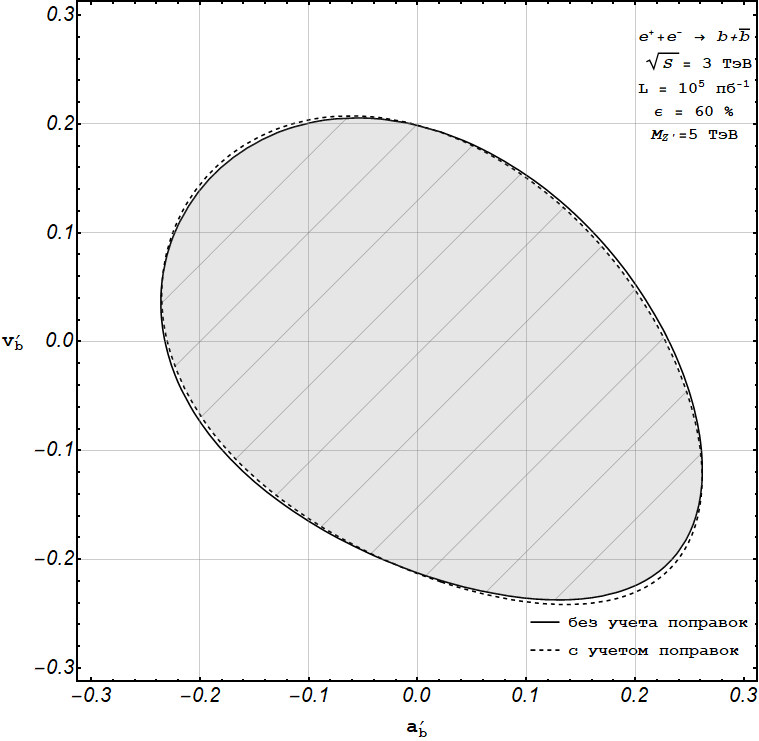 e⁺+e⁻ → b+b̅
√S = 3 ТэВ
L = 10⁵ пб⁻¹
ϵ = 60 %
M_Z'=5 ТэВ
0.3
0.2
0.1
v′_b 0.0
−0.1
−0.2
−0.3
без учета поправок
с учетом поправок
−0.3 −0.2 −0.1 0.0 0.1 0.2 0.3
a′_b